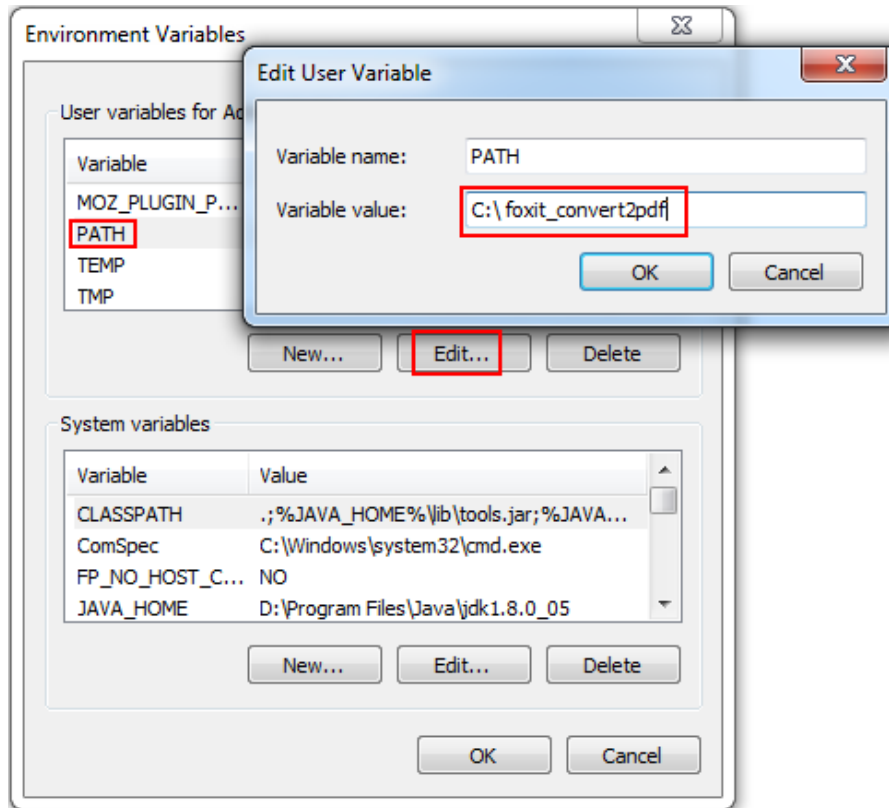 Environment Variables
Edit User Variable
User variables for Ad
Variable
MOZ_PLUGIN_P...
PATH
TEMP
TMP
Variable name: PATH
Variable value: C:\ foxit_convert2pdf
OK Cancel
New... Edit... Delete
System variables
Variable Value
CLASSPATH .;%JAVA_HOME%\lib\tools.jar;%JAVA...
ComSpec C:\Windows\system32\cmd.exe
FP_NO_HOST_C... NO
JAVA_HOME D:\Program Files\Java\jdk1.8.0_05
New... Edit... Delete
OK Cancel